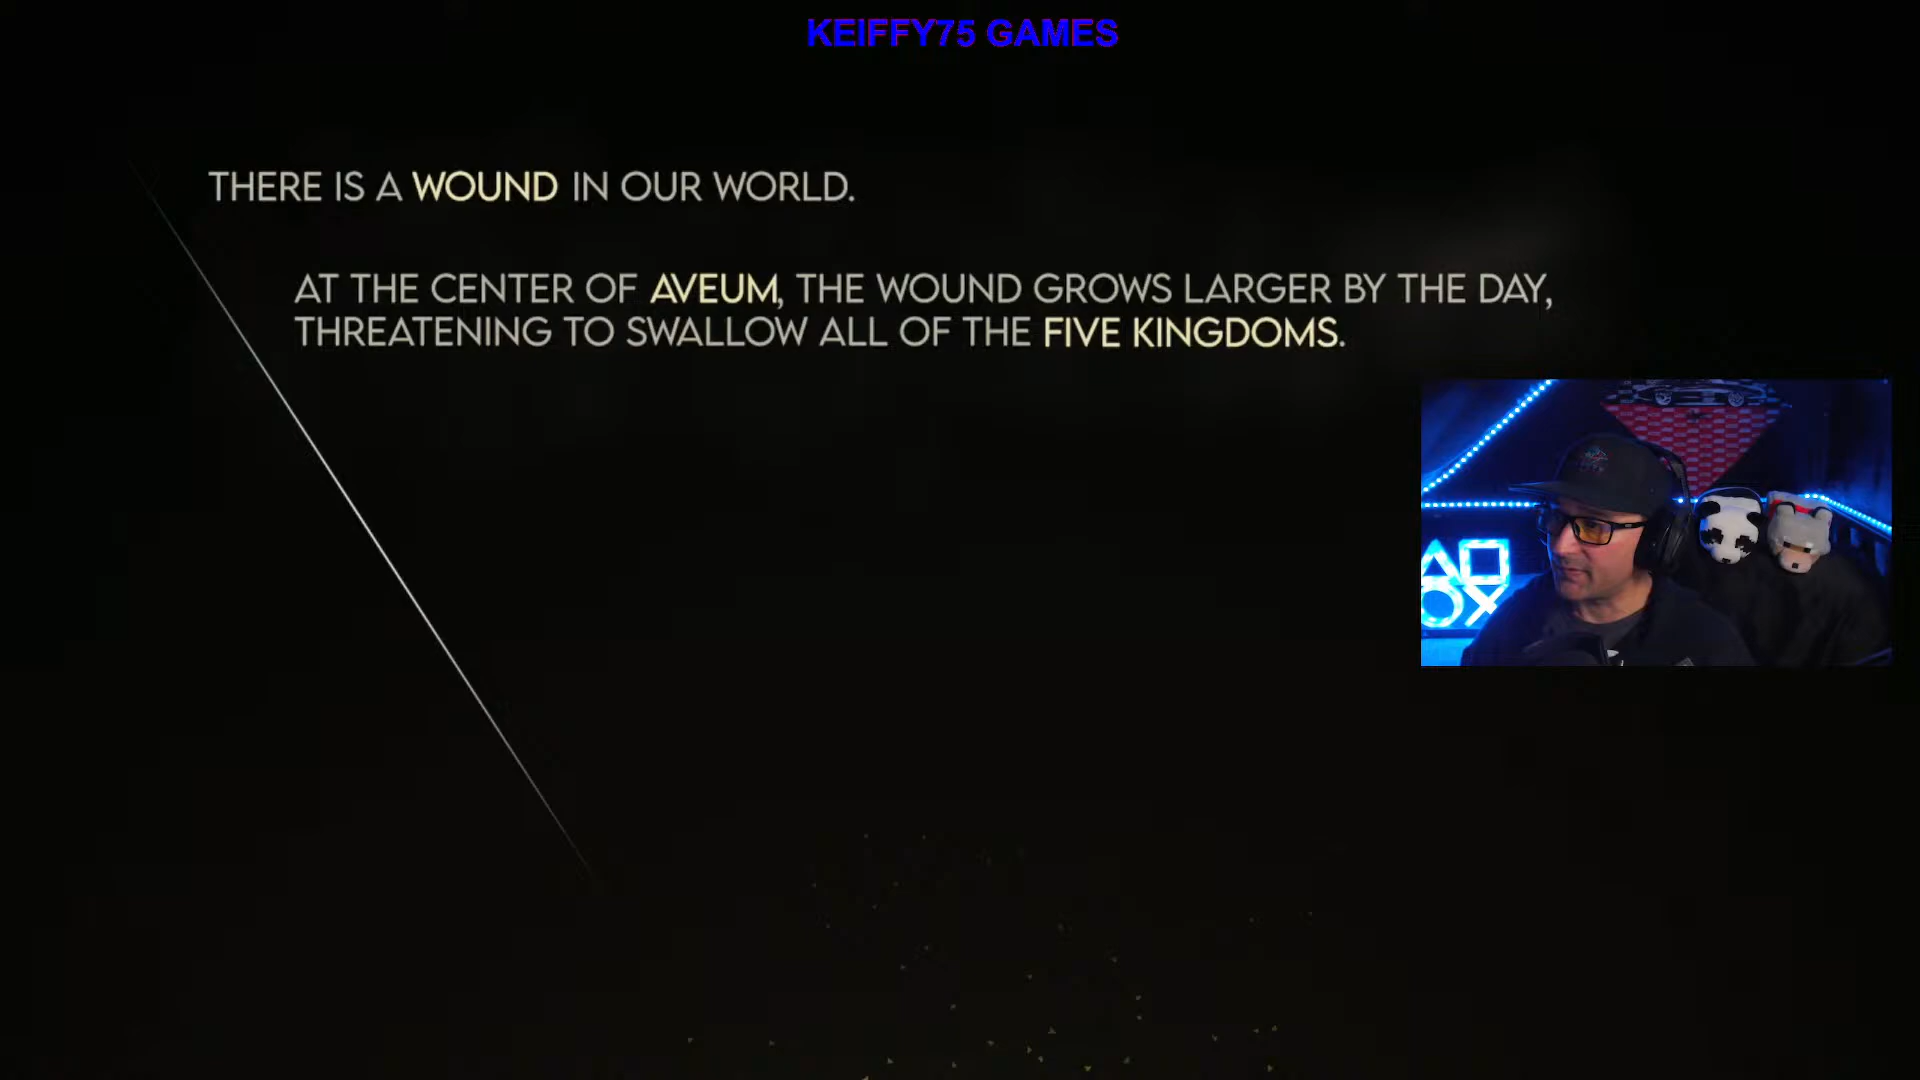 KEIFFY75 GAMES
THERE IS A WOUND IN OUR WORLD.
AT THE CENTER OF AVEUM, THE WOUND GROWS LARGER BY THE DAY,
THREATENING TO SWALLOW ALL OF THE FIVE KINGDOMS.